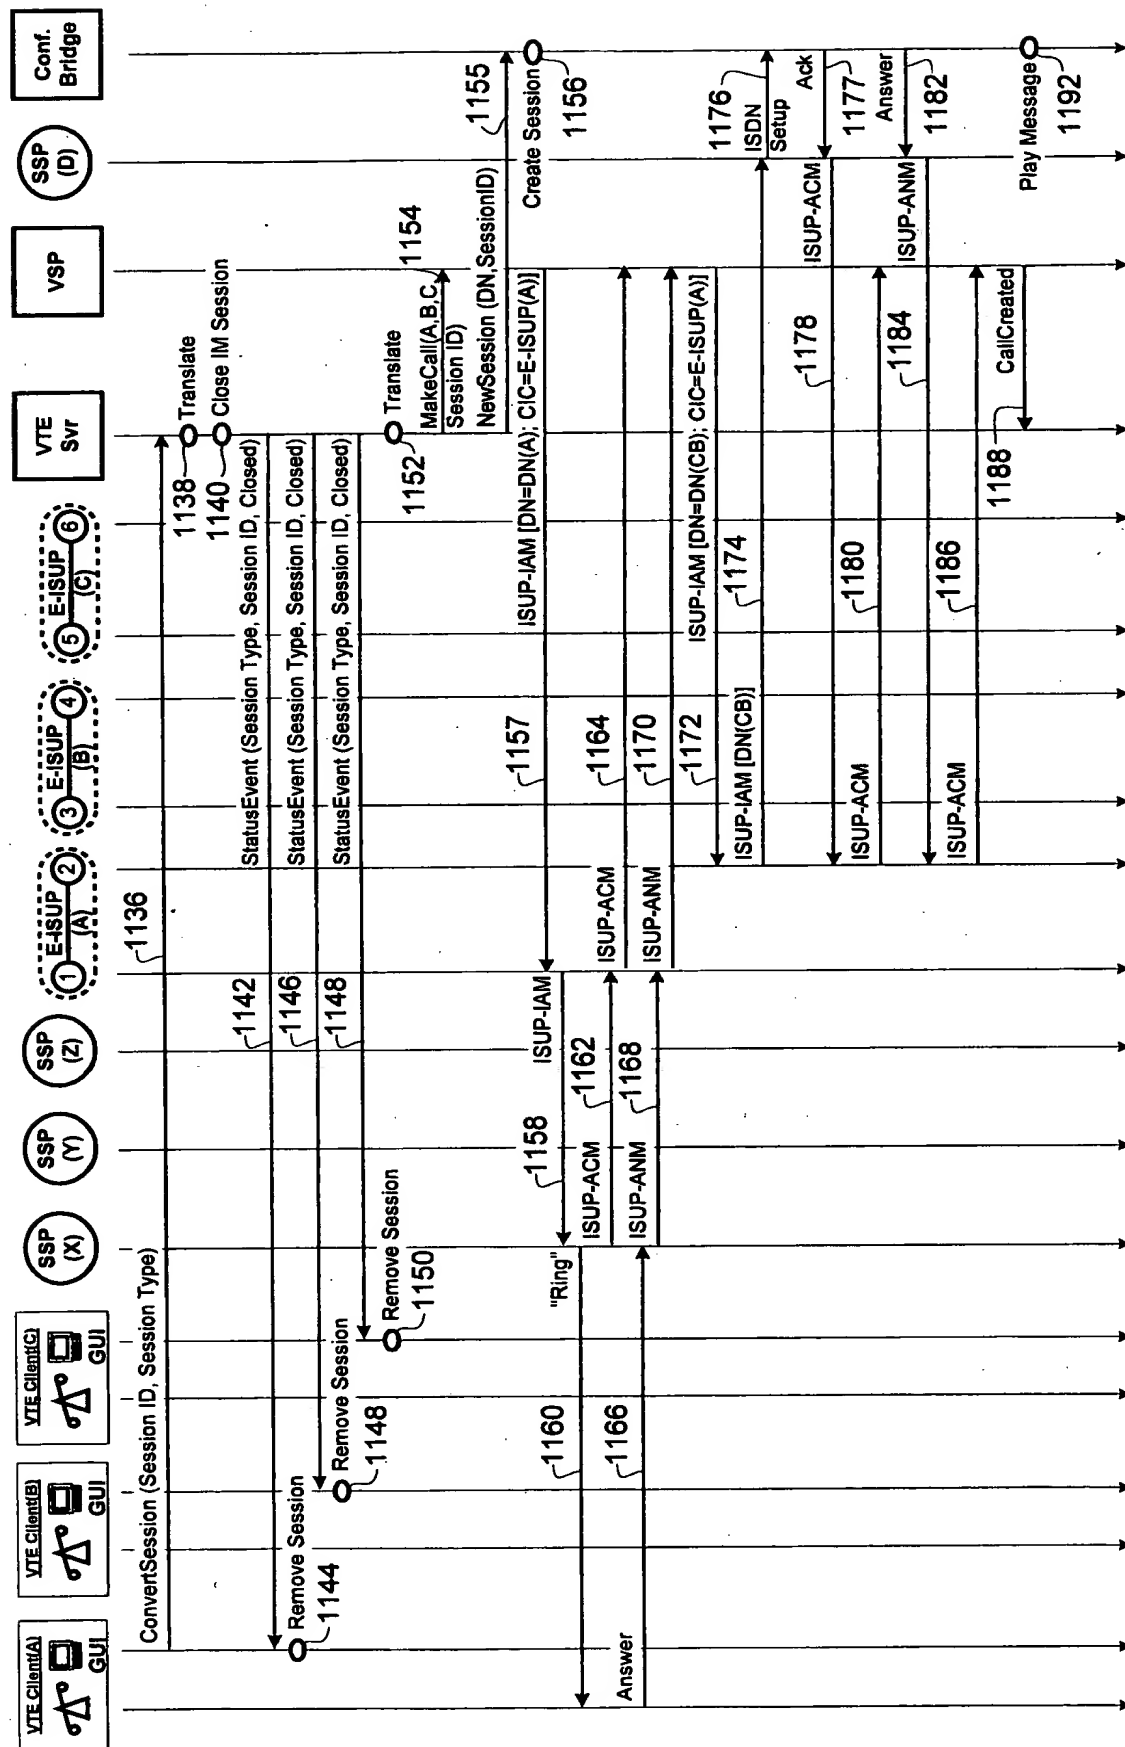 VTE Client(A)
GUI
VTE Client(B)
GUI
VTE Client(C)
GUI
SSP
(X)
SSP
(Y)
SSP
(Z)
1
E-ISUP
(A)
2
3
E-ISUP
(B)
4
5
E-ISUP
(C)
6
VTE
Svr
VSP
SSP
(D)
Conf.
Bridge
ConvertSession (Session ID, Session Type)
1136
1138
Translate
1140
Close IM Session
1142
StatusEvent (Session Type, Session ID, Closed)
Remove Session
1144
1146
StatusEvent (Session Type, Session ID, Closed)
Remove Session
1148
1148
StatusEvent (Session Type, Session ID, Closed)
Remove Session
1150
1152
Translate
MakeCall(A,B,C,
Session ID)
1154
NewSession (DN,SessionID)
1155
Create Session
1156
ISUP-IAM [DN=DN(A); CIC=E-ISUP(A)]
1157
ISUP-IAM
1158
"Ring"
1160
ISUP-ACM
1162
ISUP-ACM
1164
Answer
1166
ISUP-ANM
1168
ISUP-ANM
1170
1172
ISUP-IAM [DN=DN(CB); CIC=E-ISUP(A)]
ISUP-IAM [DN(CB)]
1174
ISDN
Setup
1176
Ack
1177
ISUP-ACM
1178
ISUP-ACM
1180
Answer
1182
ISUP-ANM
1184
ISUP-ACM
1186
CallCreated
1188
Play Message
1192